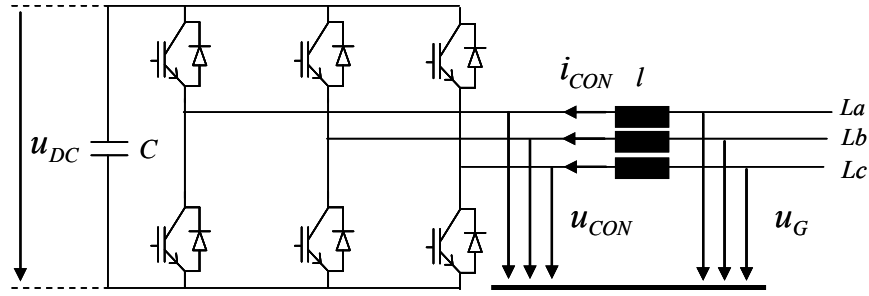 i_CON l
La
Lb
Lc
u_DC C
u_CON u_G